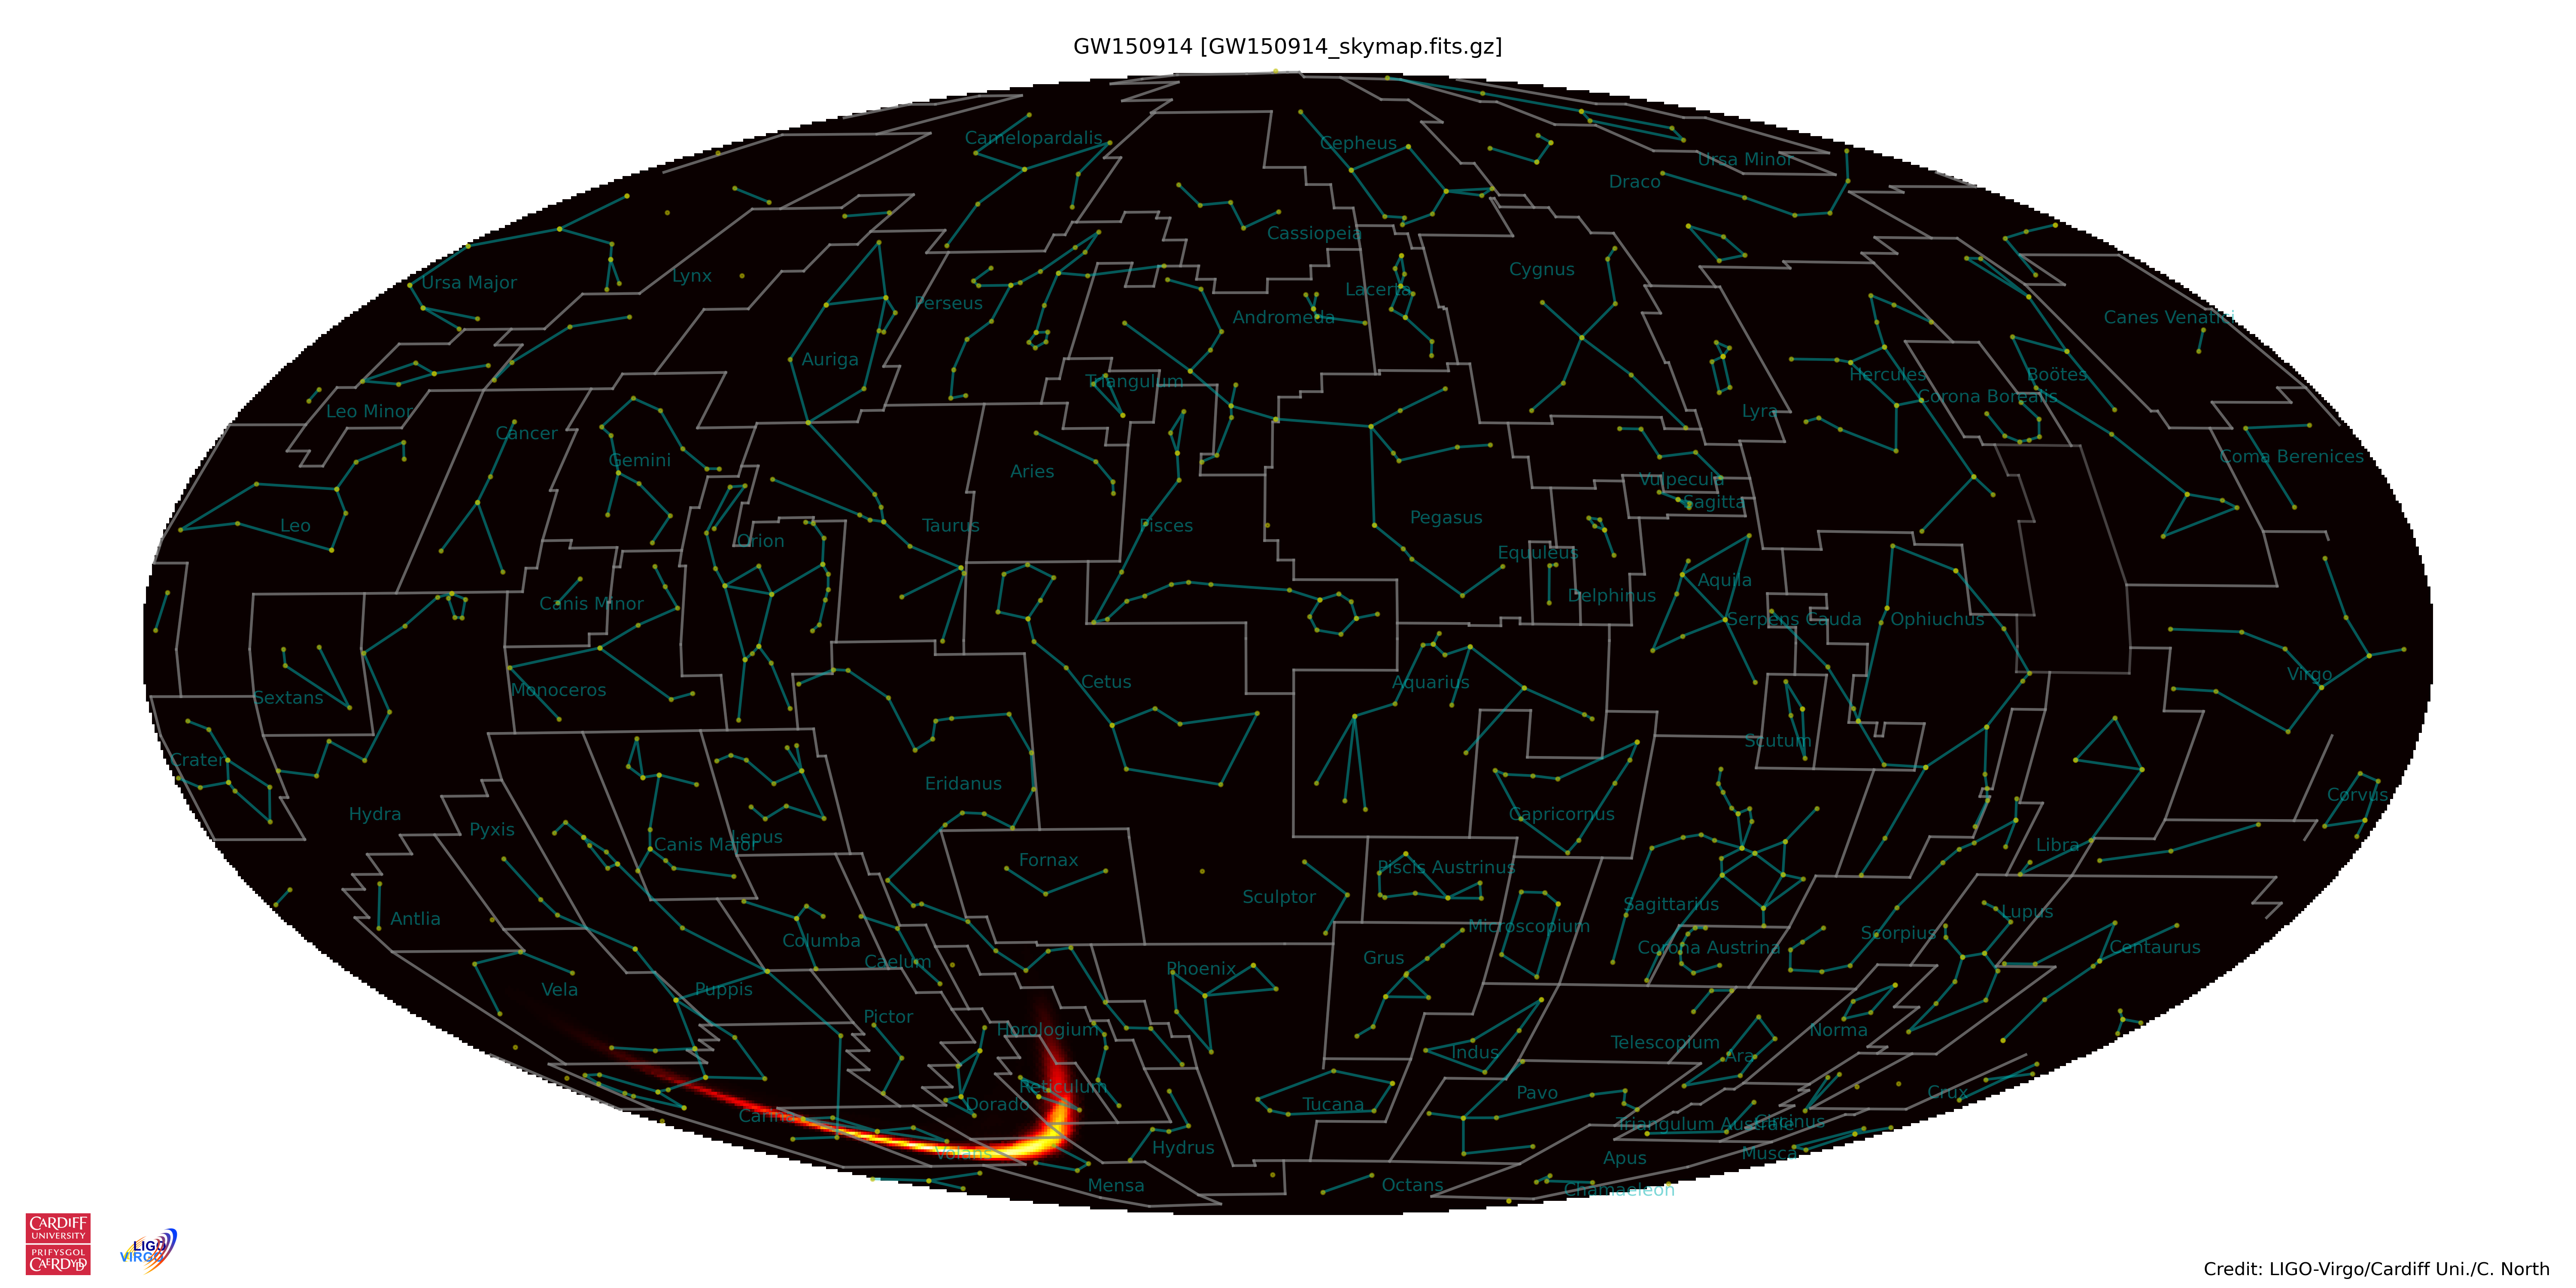 GW150914 [GW150914_skymap.fits.gz]
Camelopardalis
Cepheus
Ursa Minor
Draco
Cassiopeia
Cygnus
Ursa Major
Lynx
Lacerta
Perseus
Andromeda
Canes Venatici
Auriga
Hercules
Boötes
Triangulum
Corona Borealis
Leo Minor
Lyra
Cancer
Coma Berenices
Gemini
Aries
Vulpecula
Sagitta
Pegasus
Leo
Taurus
Pisces
Orion
Equuleus
Aquila
Delphinus
Canis Minor
Serpens Cauda
Ophiuchus
Virgo
Cetus
Aquarius
Monoceros
Sextans
Scutum
Crater
Eridanus
Corvus
Hydra
Capricornus
Pyxis
Lepus
Canis Major
Libra
Fornax
Piscis Austrinus
Sculptor
Sagittarius
Lupus
Antlia
Microscopium
Scorpius
Columba
Corona Austrina
Centaurus
Grus
Caelum
Phoenix
Vela
Puppis
Pictor
Horologium
Norma
Telescopium
Indus
Ara
Reticulum
Pavo
Crux
Dorado
Tucana
Carina
Triangulum Australe
Circinus
Hydrus
Volans
Musca
Apus
Mensa
Octans
Chamaeleon
CARDIFF
UNIVERSITY
PRIFYSGOL
CAERDYDD
LIGO
VIRGO
Credit: LIGO-Virgo/Cardiff Uni./C. North